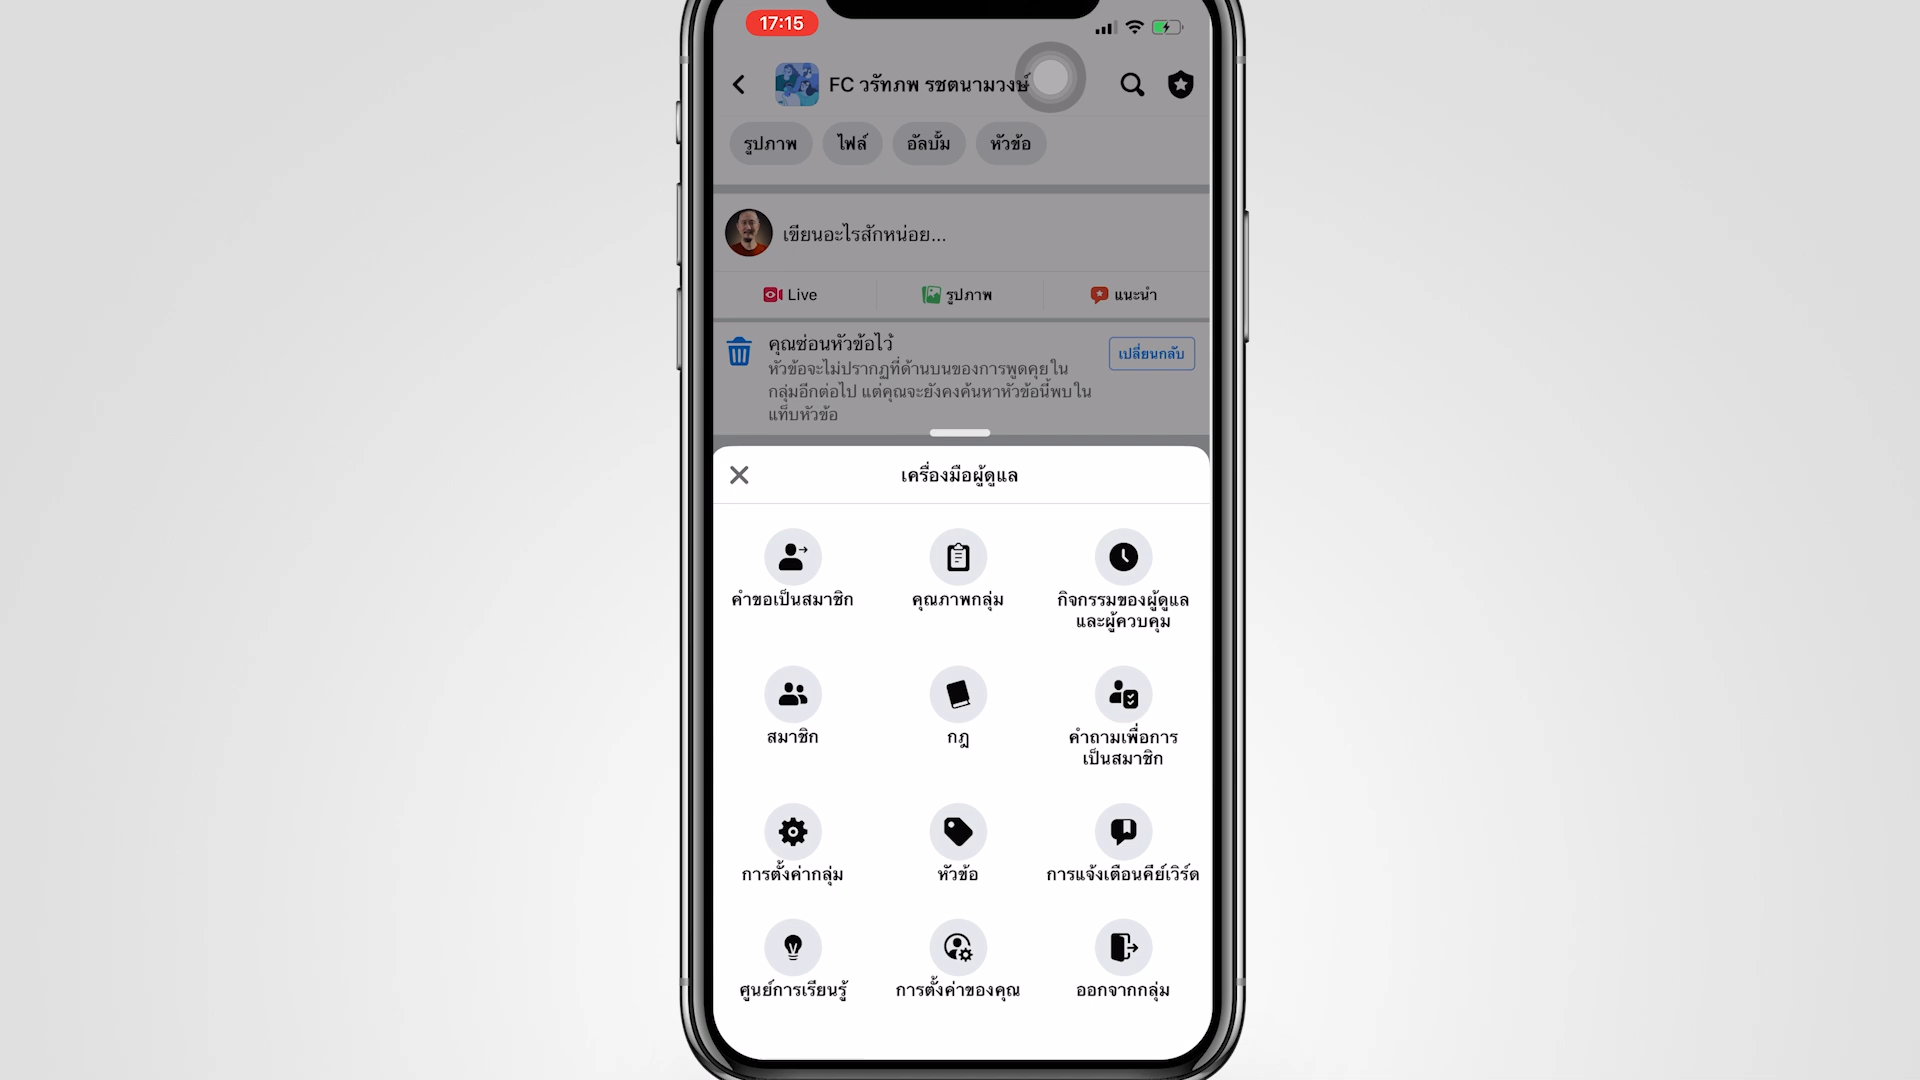 17:15
FC วรัทภพ รชตนามวงษ์
รูปภาพ ไฟล์ อัลบั้ม หัวข้อ
เขียนอะไรสักหน่อย...
Live รูปภาพ แนะนำ
คุณซ่อนหัวข้อไว้
หัวข้อจะไม่ปรากฏที่ด้านบนของการพูดคุยใน
กลุ่มอีกต่อไป แต่คุณจะยังคงค้นหาหัวข้อนี้พบใน
แท็บหัวข้อ
เปลี่ยนกลับ
เครื่องมือผู้ดูแล
คำขอเป็นสมาชิก
คุณภาพกลุ่ม
กิจกรรมของผู้ดูแล
และผู้ควบคุม
สมาชิก
กฎ
คำถามเพื่อการ
เป็นสมาชิก
การตั้งค่ากลุ่ม
หัวข้อ
การแจ้งเตือนคีย์เวิร์ด
ศูนย์การเรียนรู้
การตั้งค่าของคุณ
ออกจากกลุ่ม